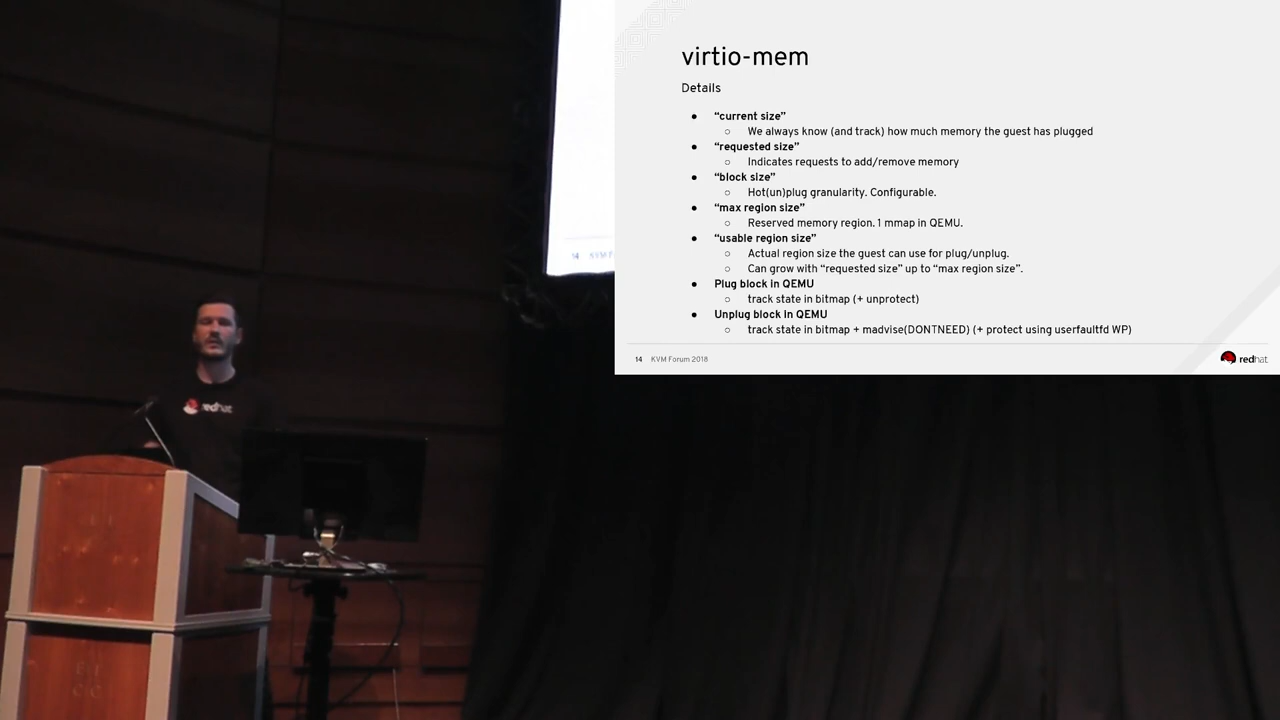 virtio-mem
Details
● “current size”
○ We always know (and track) how much memory the guest has plugged
● “requested size”
○ Indicates requests to add/remove memory
● “block size”
○ Hot(un)plug granularity. Configurable.
● “max region size”
○ Reserved memory region. 1 mmap in QEMU.
● “usable region size”
○ Actual region size the guest can use for plug/unplug.
○ Can grow with “requested size” up to “max region size”.
● Plug block in QEMU
○ track state in bitmap (+ unprotect)
● Unplug block in QEMU
○ track state in bitmap + madvise(DONTNEED) (+ protect using userfaultfd WP)
14 KVM Forum 2018
redhat
14 KVM F
redhat